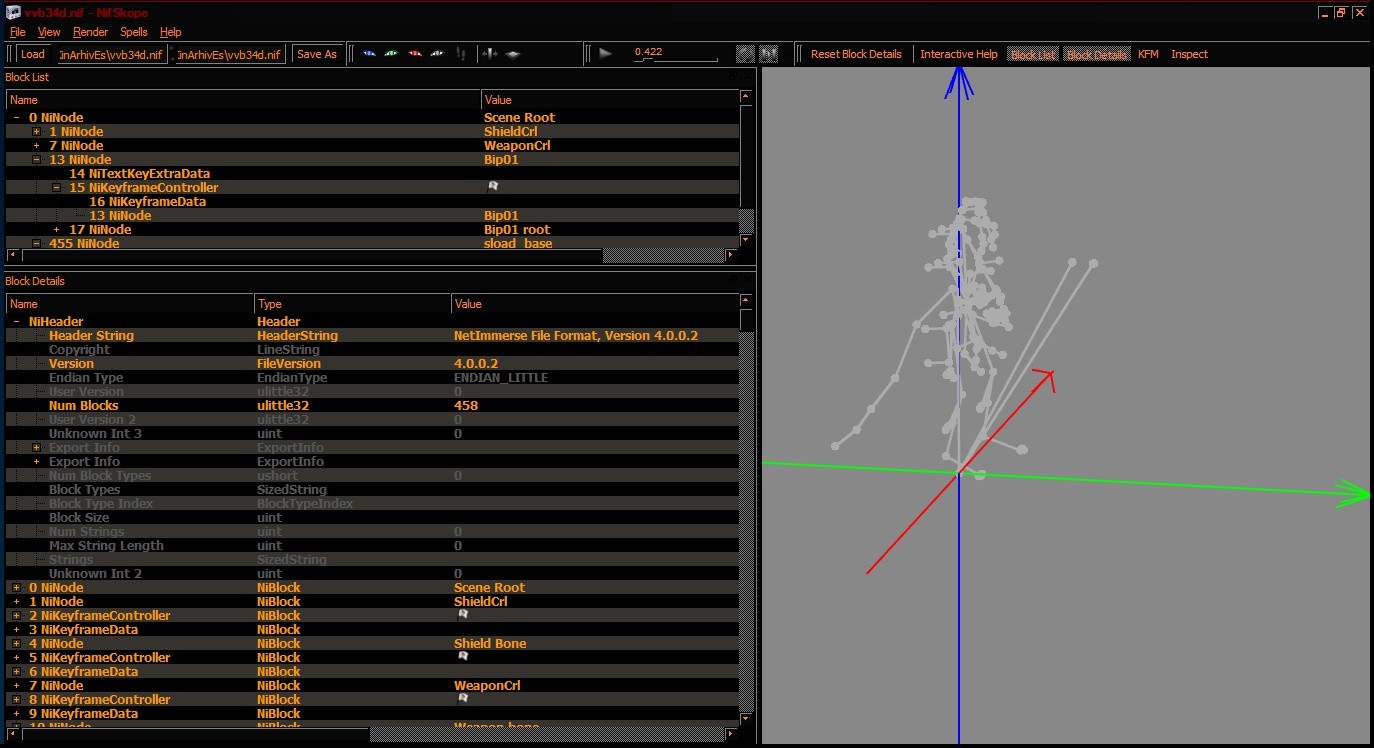 vvb34d.nif - NifSkope
File View Render Spells Help
Load inArhivEs\vvb34d.nif inArhivEs\vvb34d.nif Save As 0.422 Reset Block Details Interactive Help Block List Block Details KFM Inspect
Block List
Name Value
- 0 NiNode Scene Root
+ 1 NiNode ShieldCrl
+ 7 NiNode WeaponCrl
- 13 NiNode Bip01
14 NiTextKeyExtraData
- 15 NiKeyframeController
16 NiKeyframeData
13 NiNode Bip01
+ 17 NiNode Bip01 root
- 455 NiNode sload_base
Block Details
Name Type Value
- NiHeader Header
Header String HeaderString NetImmerse File Format, Version 4.0.0.2
Copyright LineString
Version FileVersion 4.0.0.2
Endian Type EndianType ENDIAN_LITTLE
User Version ulittle32 0
Num Blocks ulittle32 458
User Version 2 ulittle32 0
Unknown Int 3 uint 0
+ Export Info ExportInfo
+ Export Info ExportInfo
Num Block Types ushort 0
Block Types SizedString
Block Type Index BlockTypeIndex
Block Size uint
Num Strings uint 0
Max String Length uint 0
Strings SizedString
Unknown Int 2 uint 0
+ 0 NiNode NiBlock Scene Root
+ 1 NiNode NiBlock ShieldCrl
+ 2 NiKeyframeController NiBlock
+ 3 NiKeyframeData NiBlock
+ 4 NiNode NiBlock Shield Bone
+ 5 NiKeyframeController NiBlock
+ 6 NiKeyframeData NiBlock
+ 7 NiNode NiBlock WeaponCrl
+ 8 NiKeyframeController NiBlock
+ 9 NiKeyframeData NiBlock
+ 10 NiNode NiBlock Weapon bone